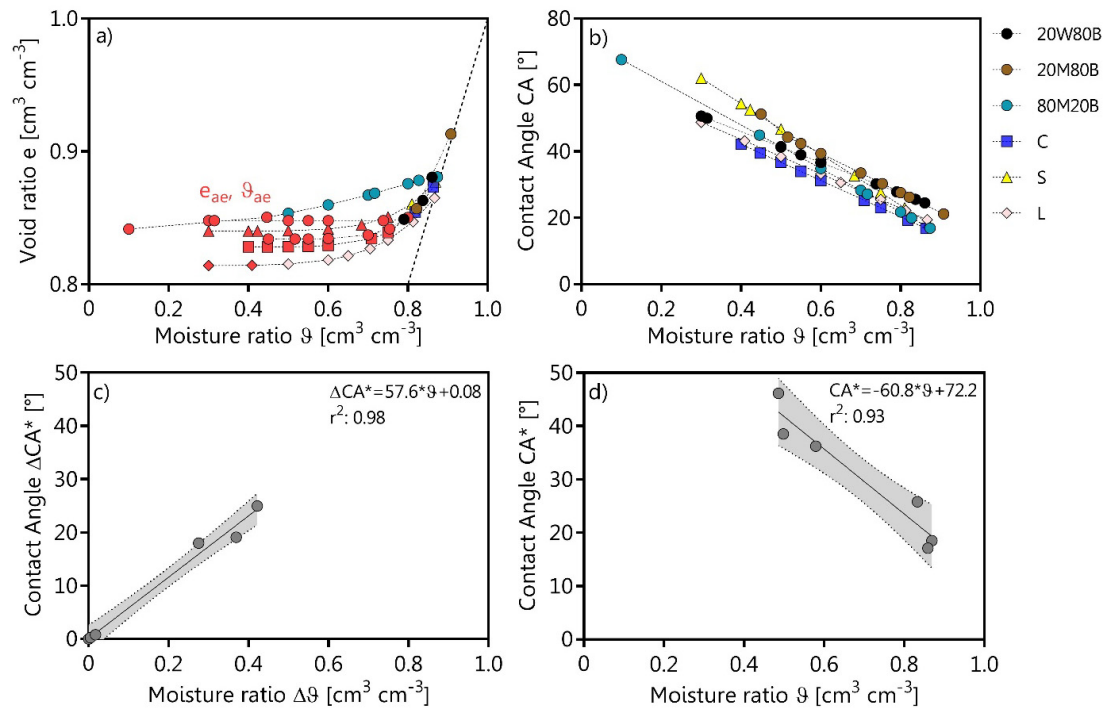 a)
Void ratio e [cm³ cm⁻³]
1.0
0.9
0.8
e_ae, ϑ_ae
0 0.2 0.4 0.6 0.8 1.0
Moisture ratio ϑ [cm³ cm⁻³]
b)
Contact Angle CA [°]
80
60
40
20
0
0 0.2 0.4 0.6 0.8 1.0
Moisture ratio ϑ [cm³ cm⁻³]
20W80B
20M80B
80M20B
C
S
L
c)
Contact Angle ΔCA* [°]
50
40
30
20
10
0
ΔCA*=57.6*ϑ+0.08
r²: 0.98
0 0.2 0.4 0.6 0.8 1.0
Moisture ratio Δϑ [cm³ cm⁻³]
d)
Contact Angle CA* [°]
50
40
30
20
10
0
CA*=-60.8*ϑ+72.2
r²: 0.93
0 0.2 0.4 0.6 0.8 1.0
Moisture ratio ϑ [cm³ cm⁻³]